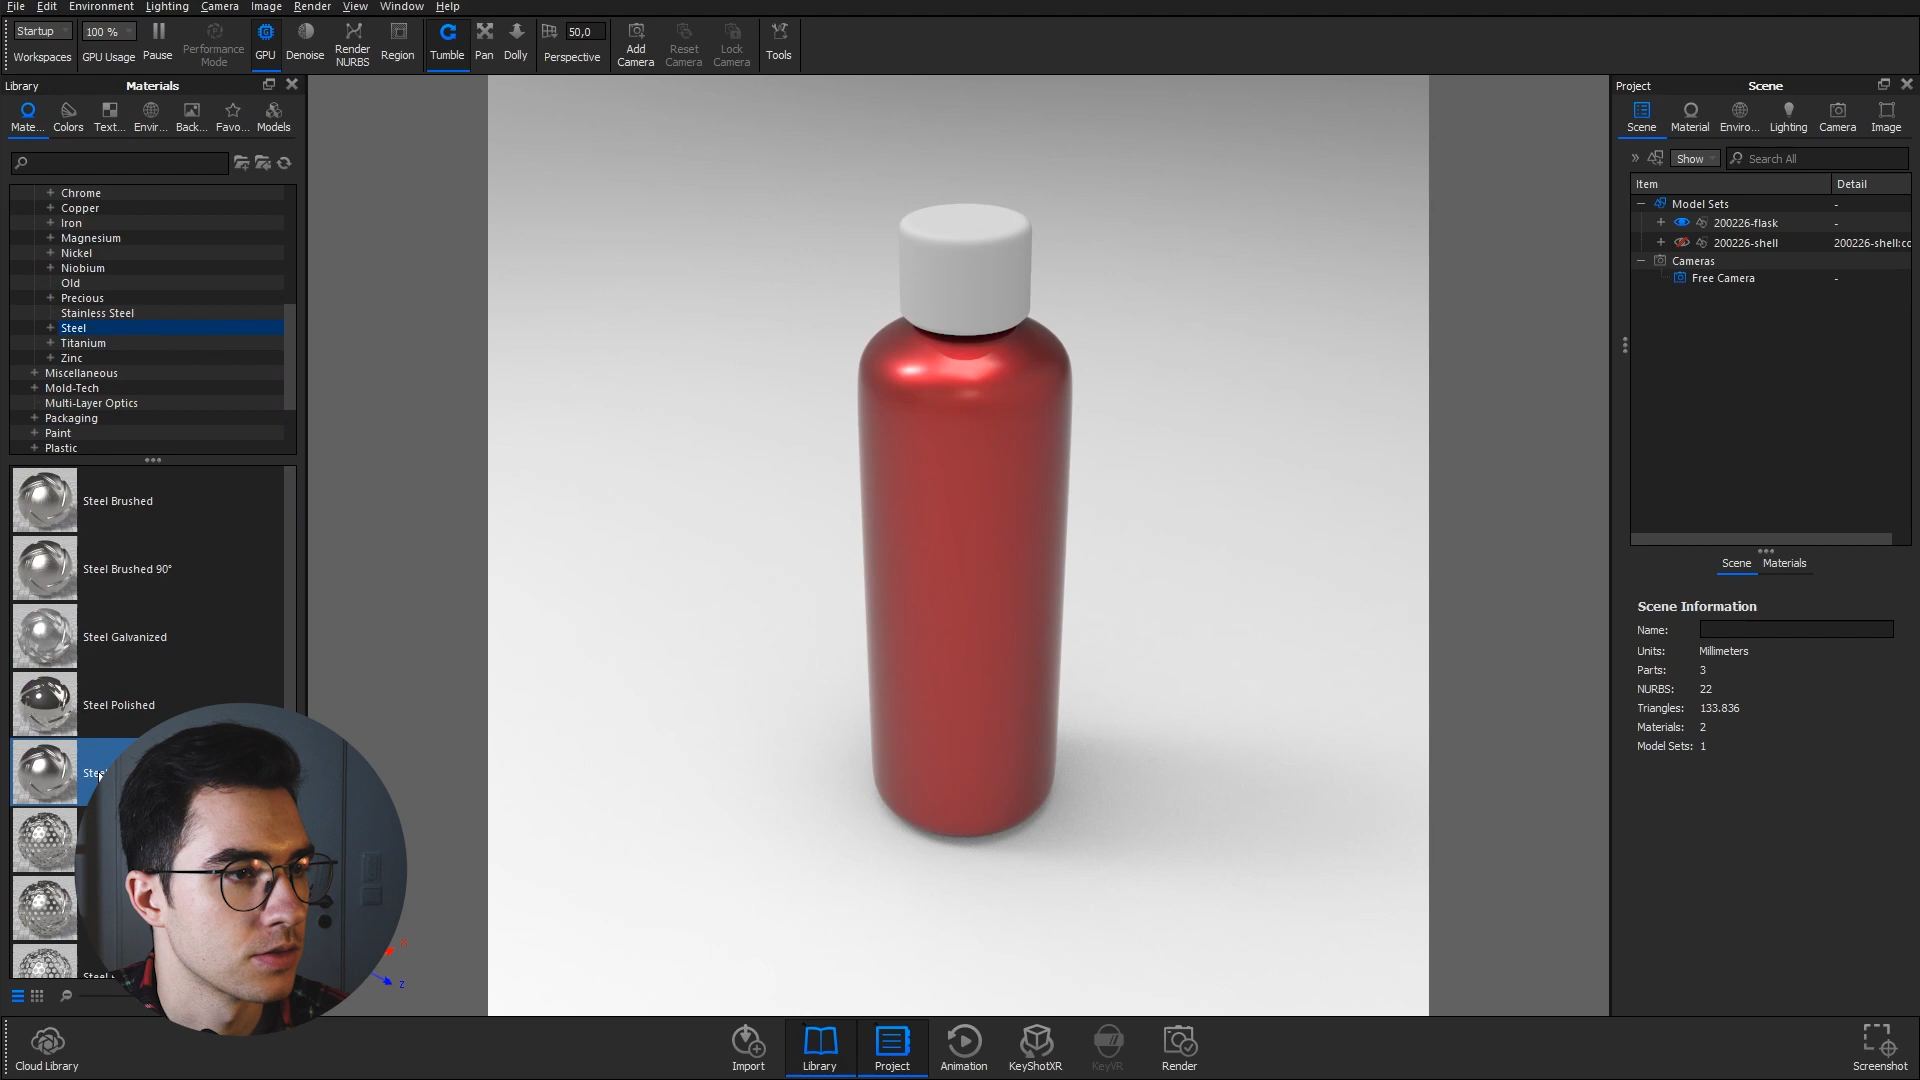 File Edit Environment Lighting Camera Image Render View Window Help
Startup 100 % 50,0
Workspaces GPU Usage Pause Performance Mode GPU Denoise Render NURBS Region Tumble Pan Dolly Perspective Add Camera Reset Camera Lock Camera Tools
Library Materials
Mate... Colors Text... Envir... Back... Favo... Models
Chrome
Copper
Iron
Magnesium
Nickel
Niobium
Old
Precious
Stainless Steel
Steel
Titanium
Zinc
Miscellaneous
Mold-Tech
Multi-Layer Optics
Packaging
Paint
Plastic
Steel Brushed
Steel Brushed 90°
Steel Galvanized
Steel Polished
Steel
z
Cloud Library
Import Library Project Animation KeyShotXR KeyVR Render
Screenshot
Project Scene
Scene Material Enviro... Lighting Camera Image
Show Search All
Item Detail
Model Sets -
200226-flask -
200226-shell 200226-shell:cc
Cameras
Free Camera -
Scene Materials
Scene Information
Name:
Units: Millimeters
Parts: 3
NURBS: 22
Triangles: 133.836
Materials: 2
Model Sets: 1